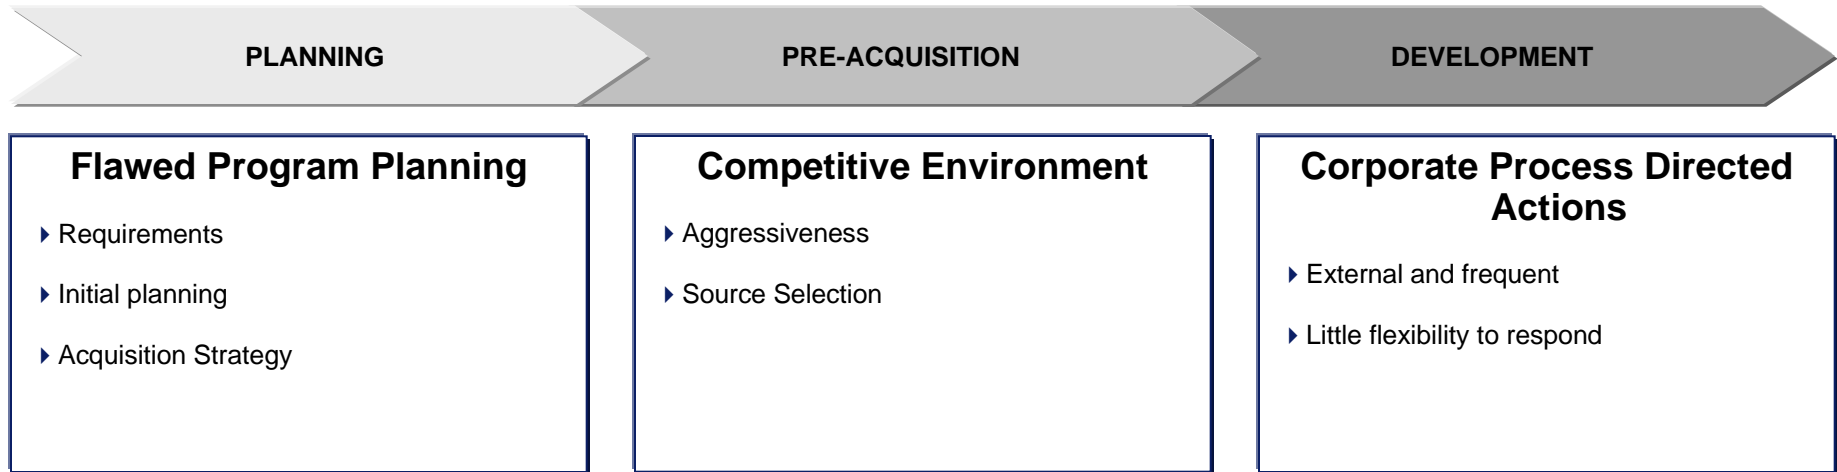 PLANNING
PRE-ACQUISITION
DEVELOPMENT
Flawed Program Planning
Requirements
Initial planning
Acquisition Strategy
Competitive Environment
Aggressiveness
Source Selection
Corporate Process Directed
Actions
External and frequent
Little flexibility to respond